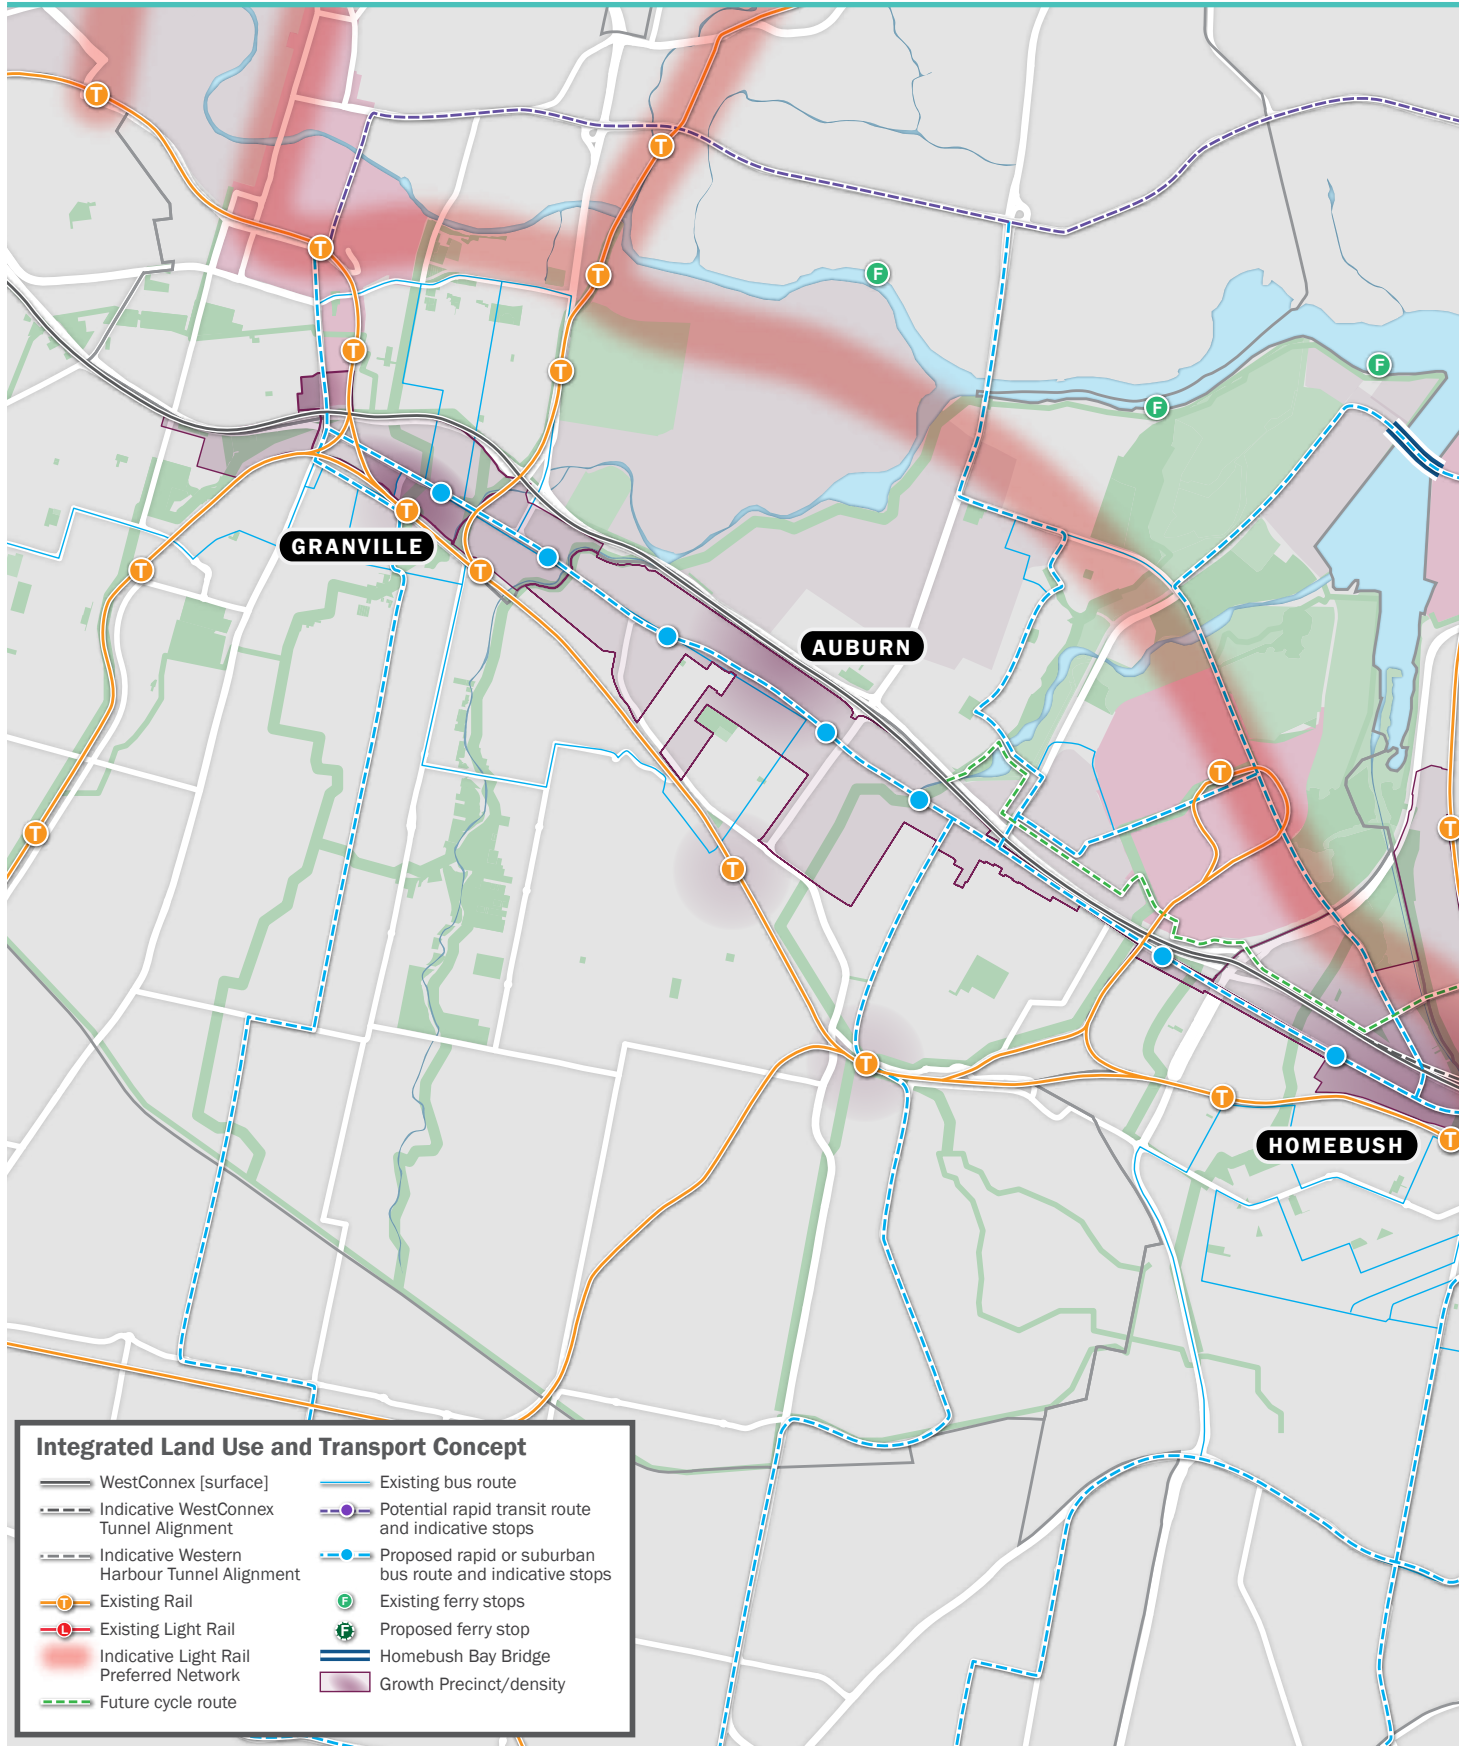 T
T
T
T
F
T
T
F
F
T
T
GRANVILLE
T
T
AUBURN
T
T
T
T
T
T
HOMEBUSH
T
Integrated Land Use and Transport Concept
WestConnex [surface]
Indicative WestConnex
Tunnel Alignment
Indicative Western
Harbour Tunnel Alignment
T Existing Rail
L Existing Light Rail
Indicative Light Rail
Preferred Network
Future cycle route
Existing bus route
Potential rapid transit route
and indicative stops
Proposed rapid or suburban
bus route and indicative stops
F Existing ferry stops
F Proposed ferry stop
Homebush Bay Bridge
Growth Precinct/density